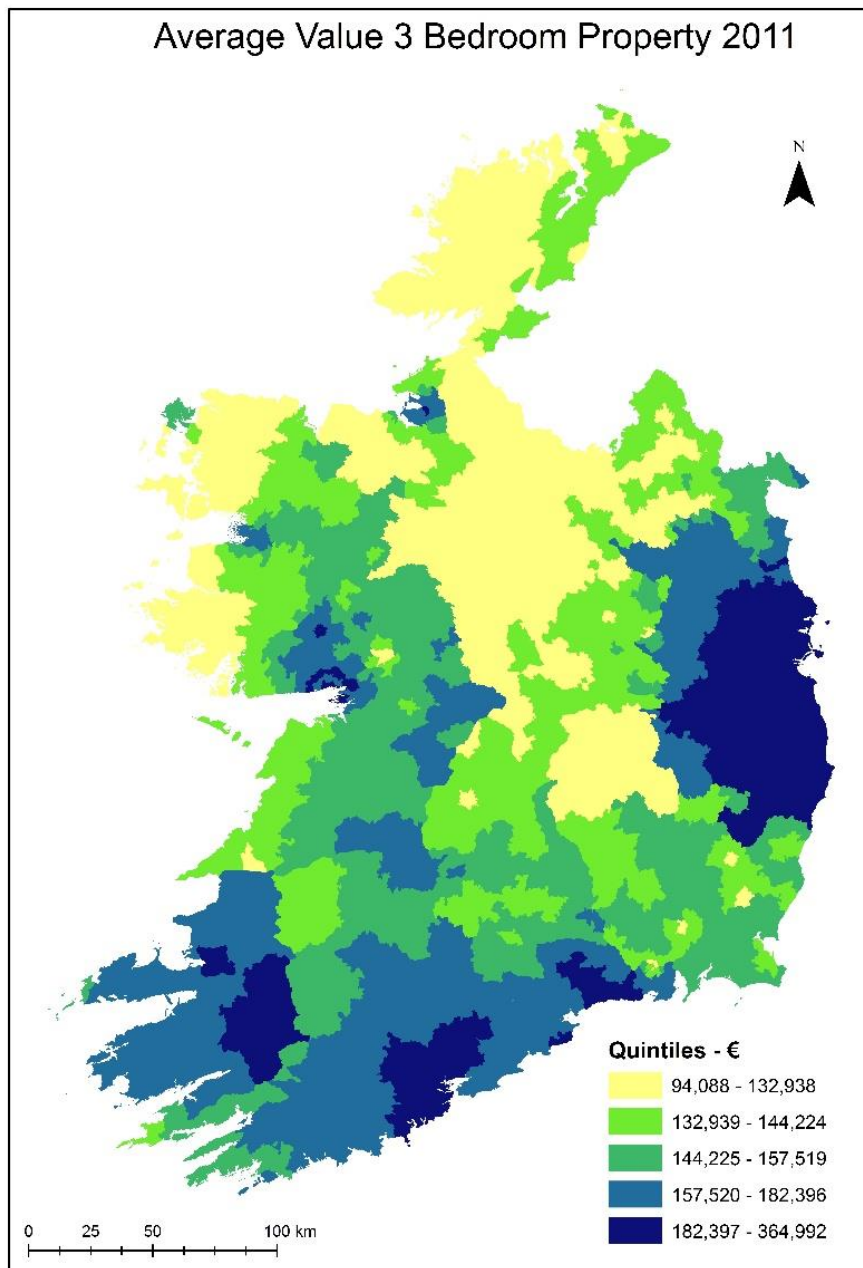 Average Value 3 Bedroom Property 2011
N
Quintiles - €
94,088 - 132,938
132,939 - 144,224
144,225 - 157,519
157,520 - 182,396
182,397 - 364,992
0 25 50 100 km